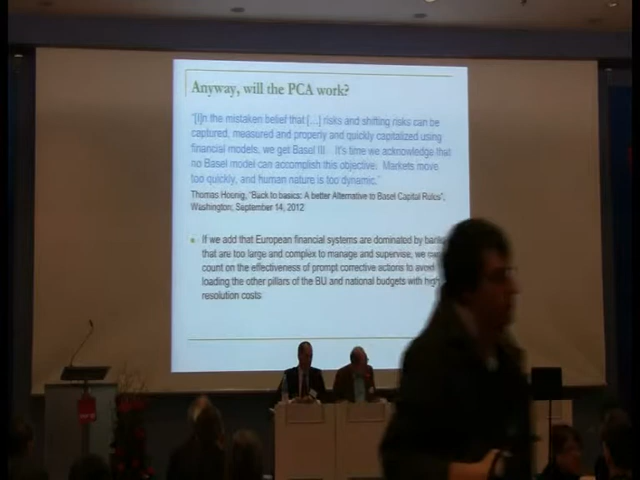 Anyway, will the PCA work?
"[I]n the mistaken belief that [...] risks and shifting risks can be
captured, measured and properly and quickly capitalized using
financial models, we get Basel III. It's time we acknowledge that
no Basel model can accomplish this objective. Markets move
too quickly, and human nature is too dynamic."
Thomas Hoenig, "Back to basics: A better Alternative to Basel Capital Rules",
Washington, September 14, 2012
If we add that European financial systems are dominated by
that are too large and complex to manage and supervise, we
count on the effectiveness of prompt corrective actions to avoid
loading the other pillars of the BU and national budgets with
resolution costs